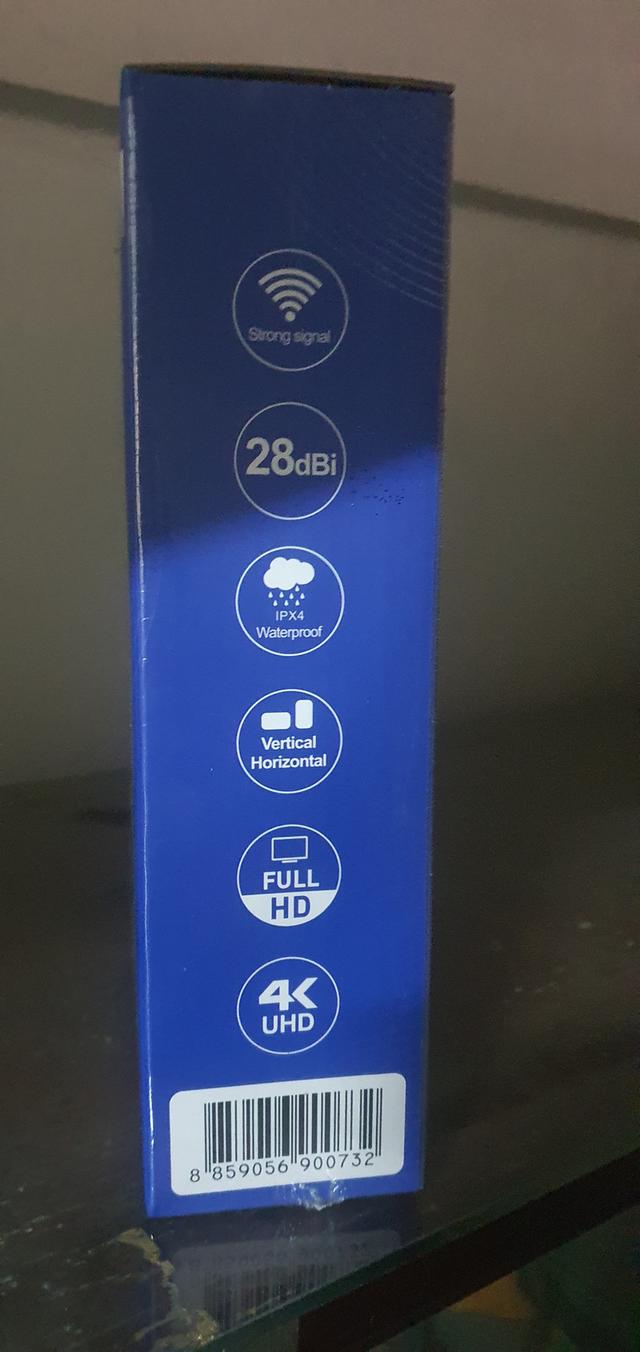 Strong signal
28dBi
IPX4
Waterproof
Vertical
Horizontal
FULL
HD
4K
UHD
8 859056 900732